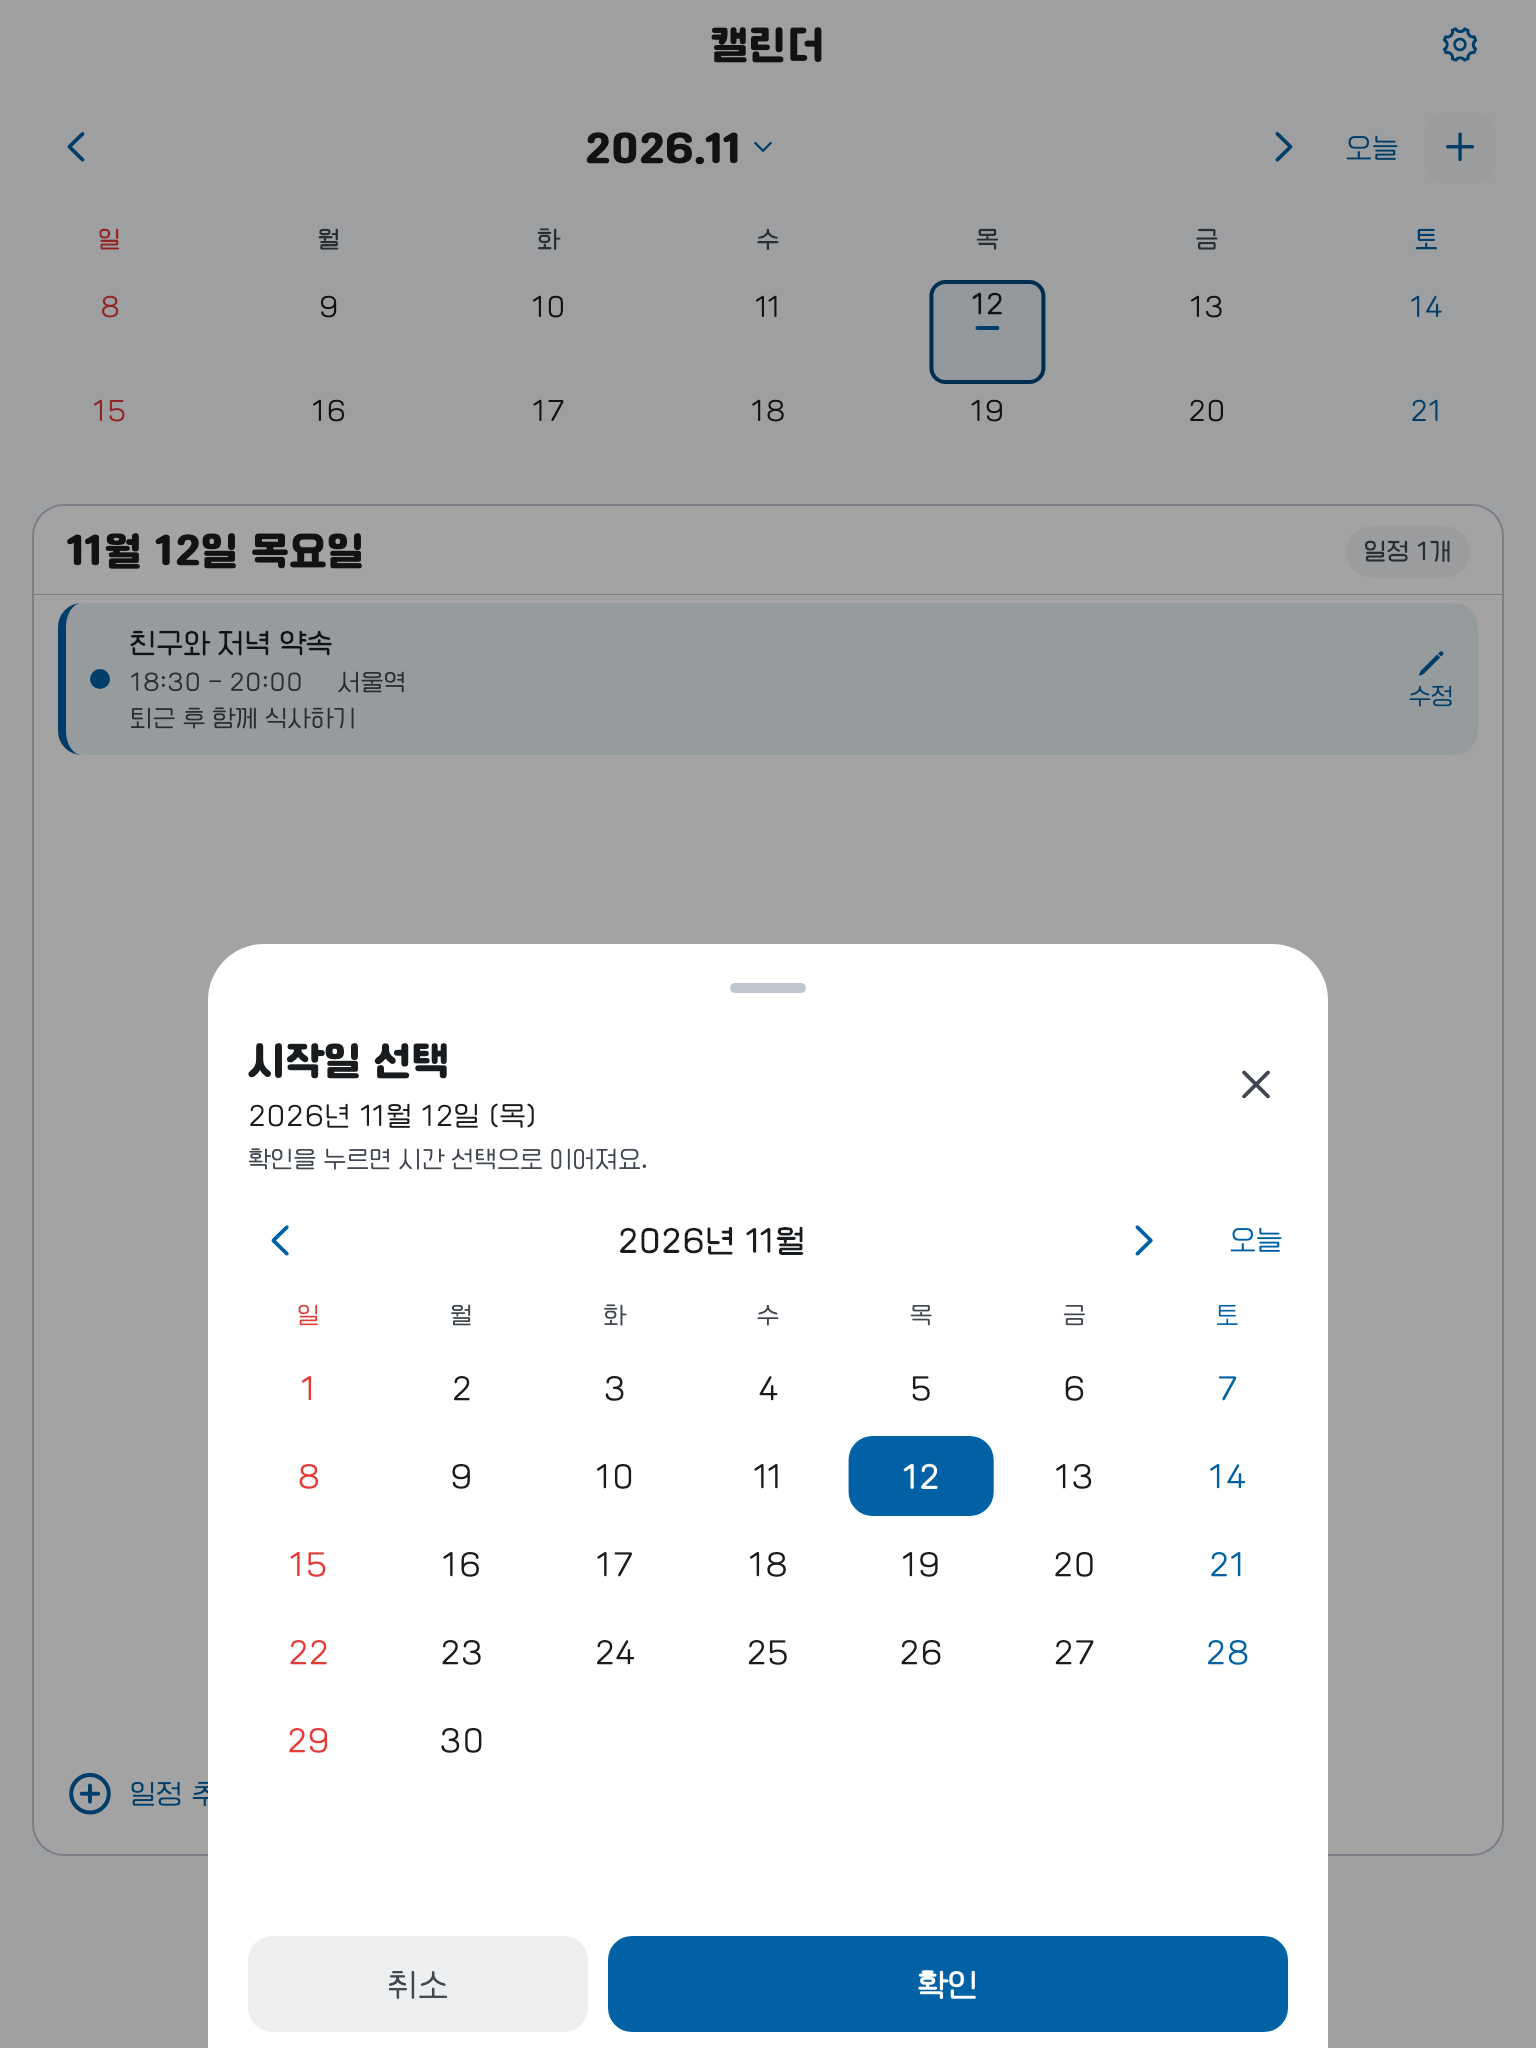 캘린더
2026.11
오늘
일 월 화 수 목 금 토
8 9 10 11 12 13 14
15 16 17 18 19 20 21
11월 12일 목요일
일정 1개
친구와 저녁 약속
18:30 – 20:00 서울역
퇴근 후 함께 식사하기
수정
일정
시작일 선택
2026년 11월 12일 (목)
확인을 누르면 시간 선택으로 이어져요.
2026년 11월
오늘
일 월 화 수 목 금 토
1 2 3 4 5 6 7
8 9 10 11 12 13 14
15 16 17 18 19 20 21
22 23 24 25 26 27 28
29 30
취소
확인